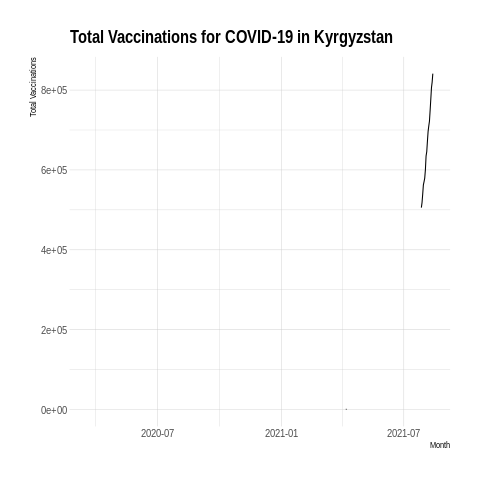 Total Vaccinations for COVID-19 in Kyrgyzstan
Total Vaccinations
8e+05
6e+05
4e+05
2e+05
0e+00
2020-07 2021-01 2021-07
Month